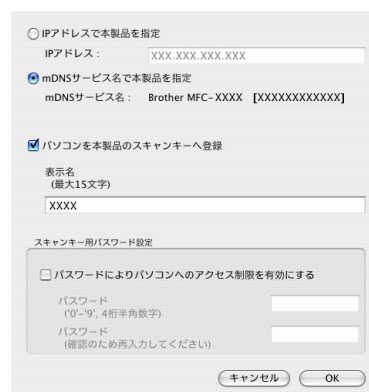 IPアドレスで本製品を指定
IPアドレス： XXX.XXX.XXX.XXX
mDNSサービス名で本製品を指定
mDNSサービス名： Brother MFC-XXXX [XXXXXXXXXXXX]
パソコンを本製品のスキャンキーへ登録
表示名
(最大15文字)
XXXX
スキャンキー用パスワード設定
パスワードによりパソコンへのアクセス制限を有効にする
パスワード
('0'-'9', 4桁半角数字)
パスワード
(確認のため再入力してください)
キャンセル OK